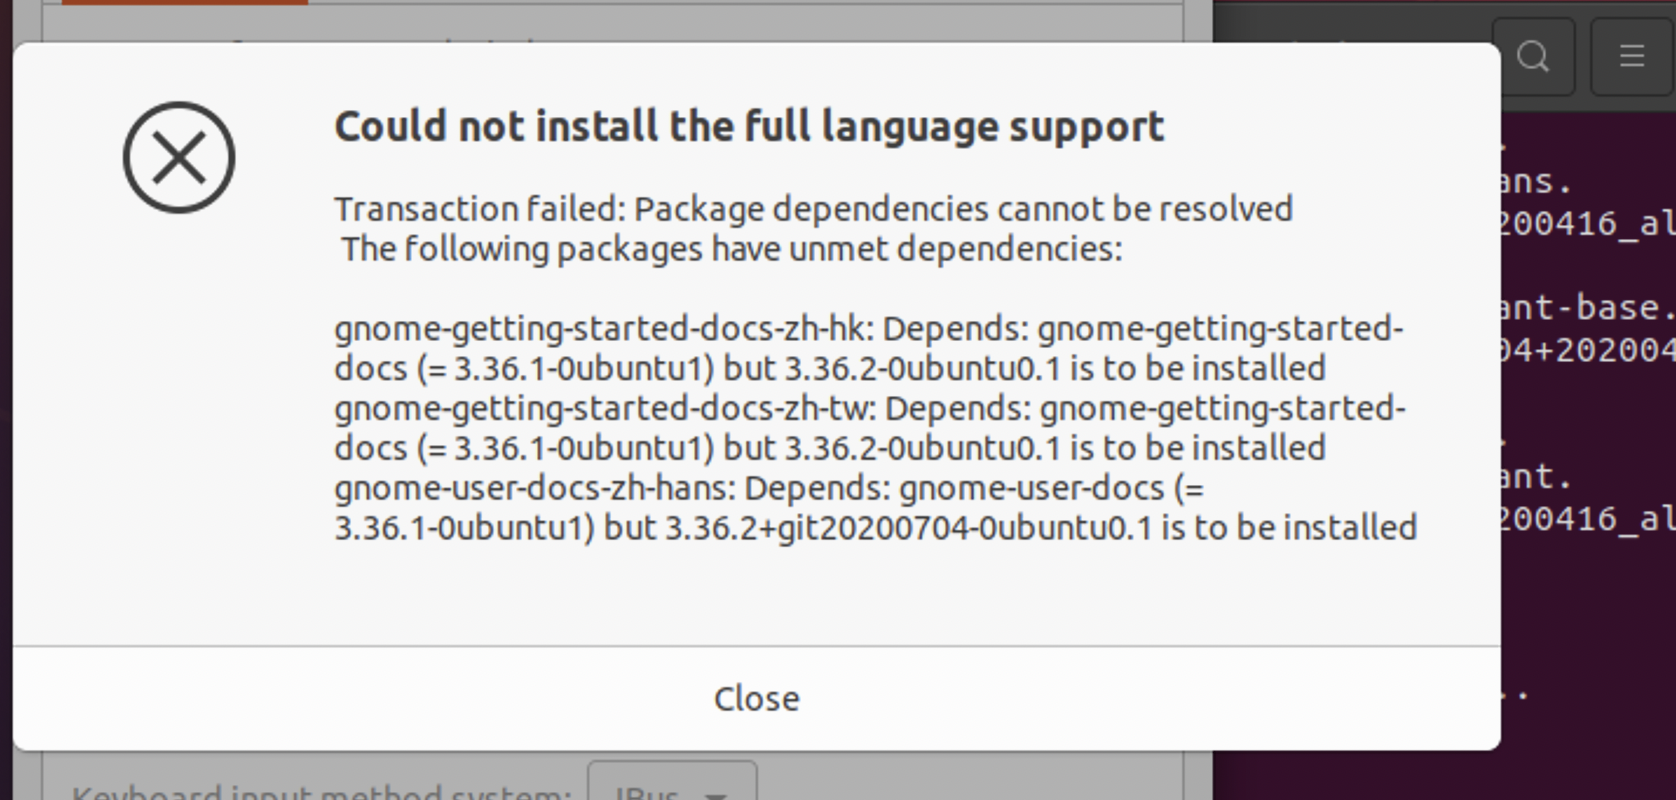 Could not install the full language support
Transaction failed: Package dependencies cannot be resolved
The following packages have unmet dependencies:
gnome-getting-started-docs-zh-hk: Depends: gnome-getting-started-
docs (= 3.36.1-0ubuntu1) but 3.36.2-0ubuntu0.1 is to be installed
gnome-getting-started-docs-zh-tw: Depends: gnome-getting-started-
docs (= 3.36.1-0ubuntu1) but 3.36.2-0ubuntu0.1 is to be installed
gnome-user-docs-zh-hans: Depends: gnome-user-docs (=
3.36.1-0ubuntu1) but 3.36.2+git20200704-0ubuntu0.1 is to be installed
Close
Keyboard input method system: IBus
.
ans.
200416_al
ant-base.
04+202004
.
ant.
200416_al
..